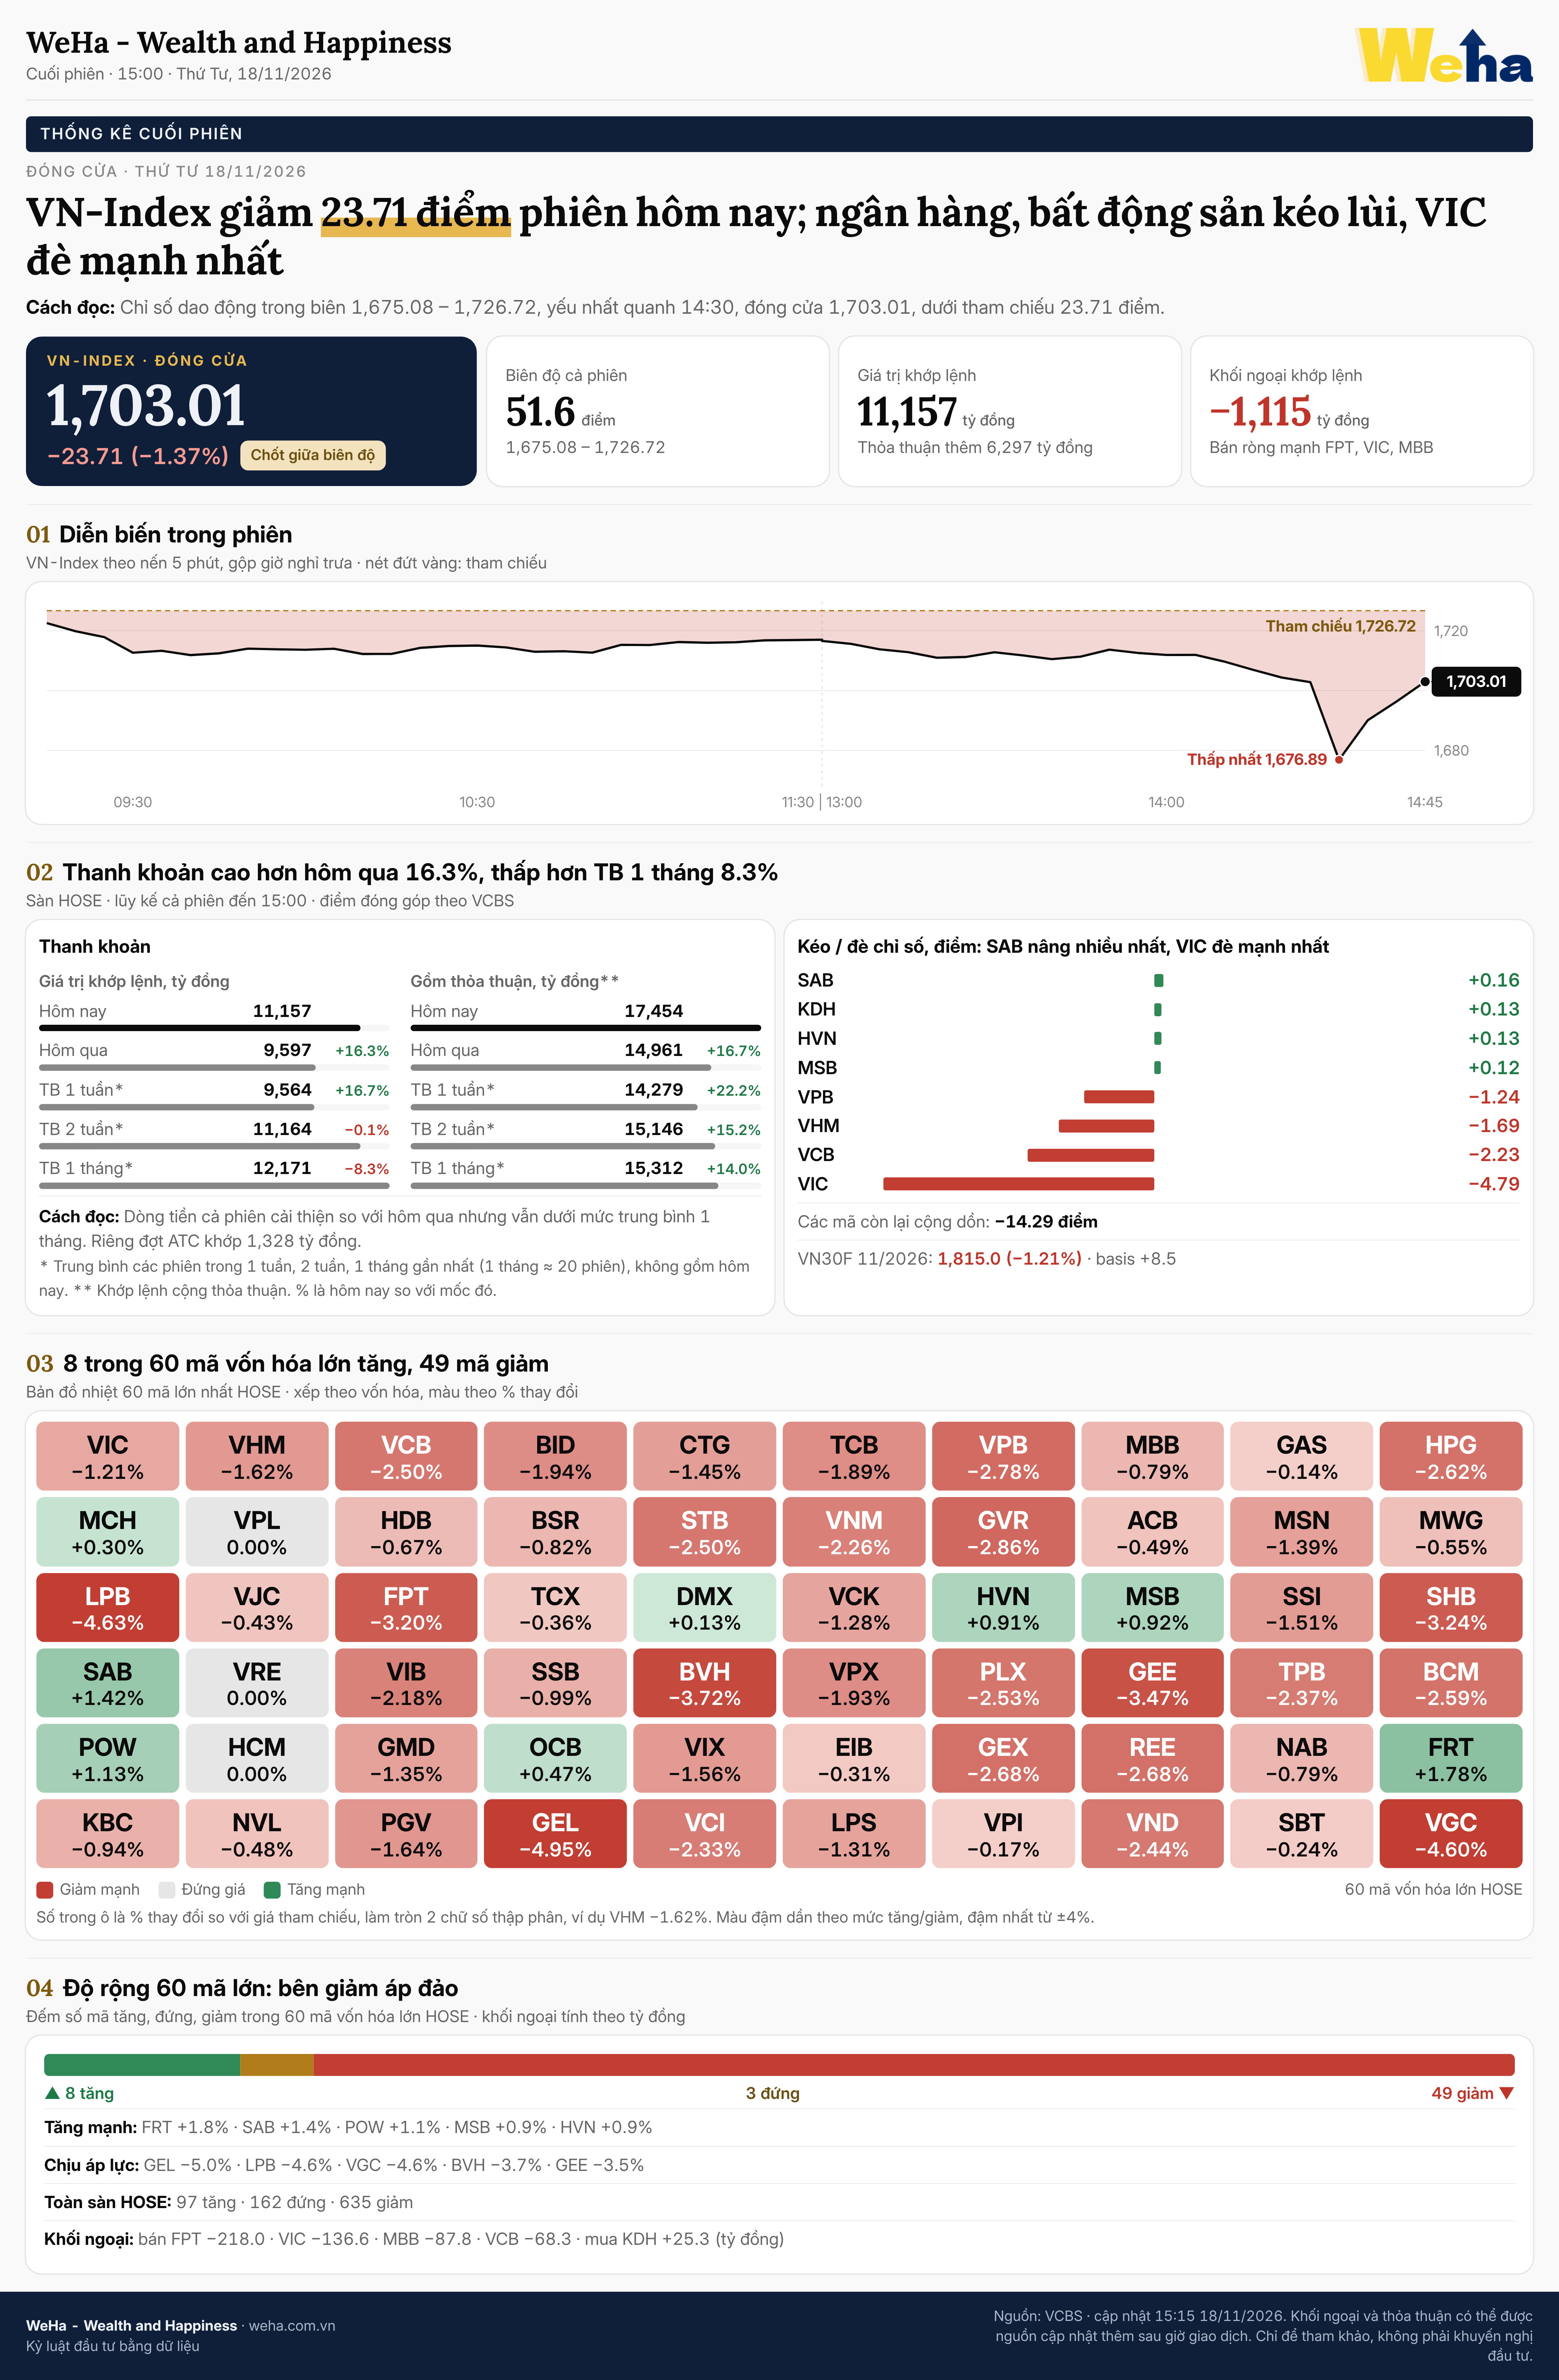 WeHa - Wealth and Happiness
Cuối phiên · 15:00 · Thứ Tư, 18/11/2026
Weha
THỐNG KÊ CUỐI PHIÊN
ĐÓNG CỬA · THỨ TƯ 18/11/2026
VN-Index giảm 23.71 điểm phiên hôm nay; ngân hàng, bất động sản kéo lùi, VIC
đè mạnh nhất
Cách đọc: Chỉ số dao động trong biên 1,675.08 – 1,726.72, yếu nhất quanh 14:30, đóng cửa 1,703.01, dưới tham chiếu 23.71 điểm.
VN-INDEX · ĐÓNG CỬA
1,703.01
−23.71 (−1.37%) Chốt giữa biên độ
Biên độ cả phiên
51.6 điểm
1,675.08 – 1,726.72
Giá trị khớp lệnh
11,157 tỷ đồng
Thỏa thuận thêm 6,297 tỷ đồng
Khối ngoại khớp lệnh
−1,115 tỷ đồng
Bán ròng mạnh FPT, VIC, MBB
01 Diễn biến trong phiên
VN-Index theo nến 5 phút, gộp giờ nghỉ trưa · nét đứt vàng: tham chiếu
Tham chiếu 1,726.72
1,720
1,703.01
1,680
Thấp nhất 1,676.89
09:30 10:30 11:30 | 13:00 14:00 14:45
02 Thanh khoản cao hơn hôm qua 16.3%, thấp hơn TB 1 tháng 8.3%
Sàn HOSE · lũy kế cả phiên đến 15:00 · điểm đóng góp theo VCBS
Thanh khoản
Giá trị khớp lệnh, tỷ đồng
Hôm nay 11,157
Hôm qua 9,597 +16.3%
TB 1 tuần* 9,564 +16.7%
TB 2 tuần* 11,164 −0.1%
TB 1 tháng* 12,171 −8.3%
Gồm thỏa thuận, tỷ đồng**
Hôm nay 17,454
Hôm qua 14,961 +16.7%
TB 1 tuần* 14,279 +22.2%
TB 2 tuần* 15,146 +15.2%
TB 1 tháng* 15,312 +14.0%
Cách đọc: Dòng tiền cả phiên cải thiện so với hôm qua nhưng vẫn dưới mức trung bình 1
tháng. Riêng đợt ATC khớp 1,328 tỷ đồng.
* Trung bình các phiên trong 1 tuần, 2 tuần, 1 tháng gần nhất (1 tháng ≈ 20 phiên), không gồm hôm
nay. ** Khớp lệnh cộng thỏa thuận. % là hôm nay so với mốc đó.
Kéo / đè chỉ số, điểm: SAB nâng nhiều nhất, VIC đè mạnh nhất
SAB +0.16
KDH +0.13
HVN +0.13
MSB +0.12
VPB −1.24
VHM −1.69
VCB −2.23
VIC −4.79
Các mã còn lại cộng dồn: −14.29 điểm
VN30F 11/2026: 1,815.0 (−1.21%) · basis +8.5
03 8 trong 60 mã vốn hóa lớn tăng, 49 mã giảm
Bản đồ nhiệt 60 mã lớn nhất HOSE · xếp theo vốn hóa, màu theo % thay đổi
VIC VHM VCB BID CTG TCB VPB MBB GAS HPG
−1.21% −1.62% −2.50% −1.94% −1.45% −1.89% −2.78% −0.79% −0.14% −2.62%
MCH VPL HDB BSR STB VNM GVR ACB MSN MWG
+0.30% 0.00% −0.67% −0.82% −2.50% −2.26% −2.86% −0.49% −1.39% −0.55%
LPB VJC FPT TCX DMX VCK HVN MSB SSI SHB
−4.63% −0.43% −3.20% −0.36% +0.13% −1.28% +0.91% +0.92% −1.51% −3.24%
SAB VRE VIB SSB BVH VPX PLX GEE TPB BCM
+1.42% 0.00% −2.18% −0.99% −3.72% −1.93% −2.53% −3.47% −2.37% −2.59%
POW HCM GMD OCB VIX EIB GEX REE NAB FRT
+1.13% 0.00% −1.35% +0.47% −1.56% −0.31% −2.68% −2.68% −0.79% +1.78%
KBC NVL PGV GEL VCI LPS VPI VND SBT VGC
−0.94% −0.48% −1.64% −4.95% −2.33% −1.31% −0.17% −2.44% −0.24% −4.60%
Giảm mạnh Đứng giá Tăng mạnh 60 mã vốn hóa lớn HOSE
Số trong ô là % thay đổi so với giá tham chiếu, làm tròn 2 chữ số thập phân, ví dụ VHM −1.62%. Màu đậm dần theo mức tăng/giảm, đậm nhất từ ±4%.
04 Độ rộng 60 mã lớn: bên giảm áp đảo
Đếm số mã tăng, đứng, giảm trong 60 mã vốn hóa lớn HOSE · khối ngoại tính theo tỷ đồng
▲ 8 tăng 3 đứng 49 giảm ▼
Tăng mạnh: FRT +1.8% · SAB +1.4% · POW +1.1% · MSB +0.9% · HVN +0.9%
Chịu áp lực: GEL −5.0% · LPB −4.6% · VGC −4.6% · BVH −3.7% · GEE −3.5%
Toàn sàn HOSE: 97 tăng · 162 đứng · 635 giảm
Khối ngoại: bán FPT −218.0 · VIC −136.6 · MBB −87.8 · VCB −68.3 · mua KDH +25.3 (tỷ đồng)
WeHa - Wealth and Happiness · weha.com.vn
Kỷ luật đầu tư bằng dữ liệu
Nguồn: VCBS · cập nhật 15:15 18/11/2026. Khối ngoại và thỏa thuận có thể được
nguồn cập nhật thêm sau giờ giao dịch. Chỉ để tham khảo, không phải khuyến nghị
đầu tư.